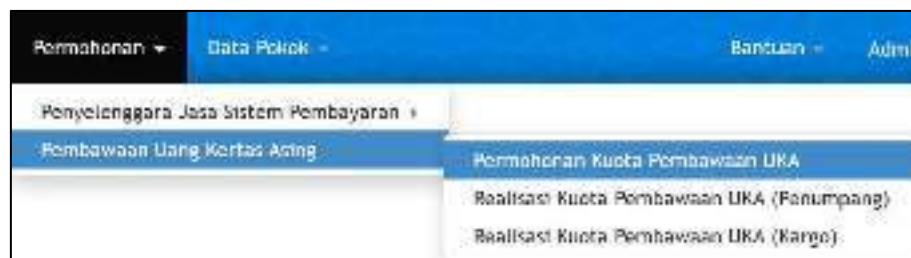 Permohonan Data Pokok Bantuan Adm
Penyelenggara Jasa Sistem Pembayaran
Pembawaan Uang Kertas Asing
Permohonan Kuota Pembawaan UKA
Realisasi Kuota Pembawaan UKA (Penumpang)
Realisasi Kuota Pembawaan UKA (Kargo)